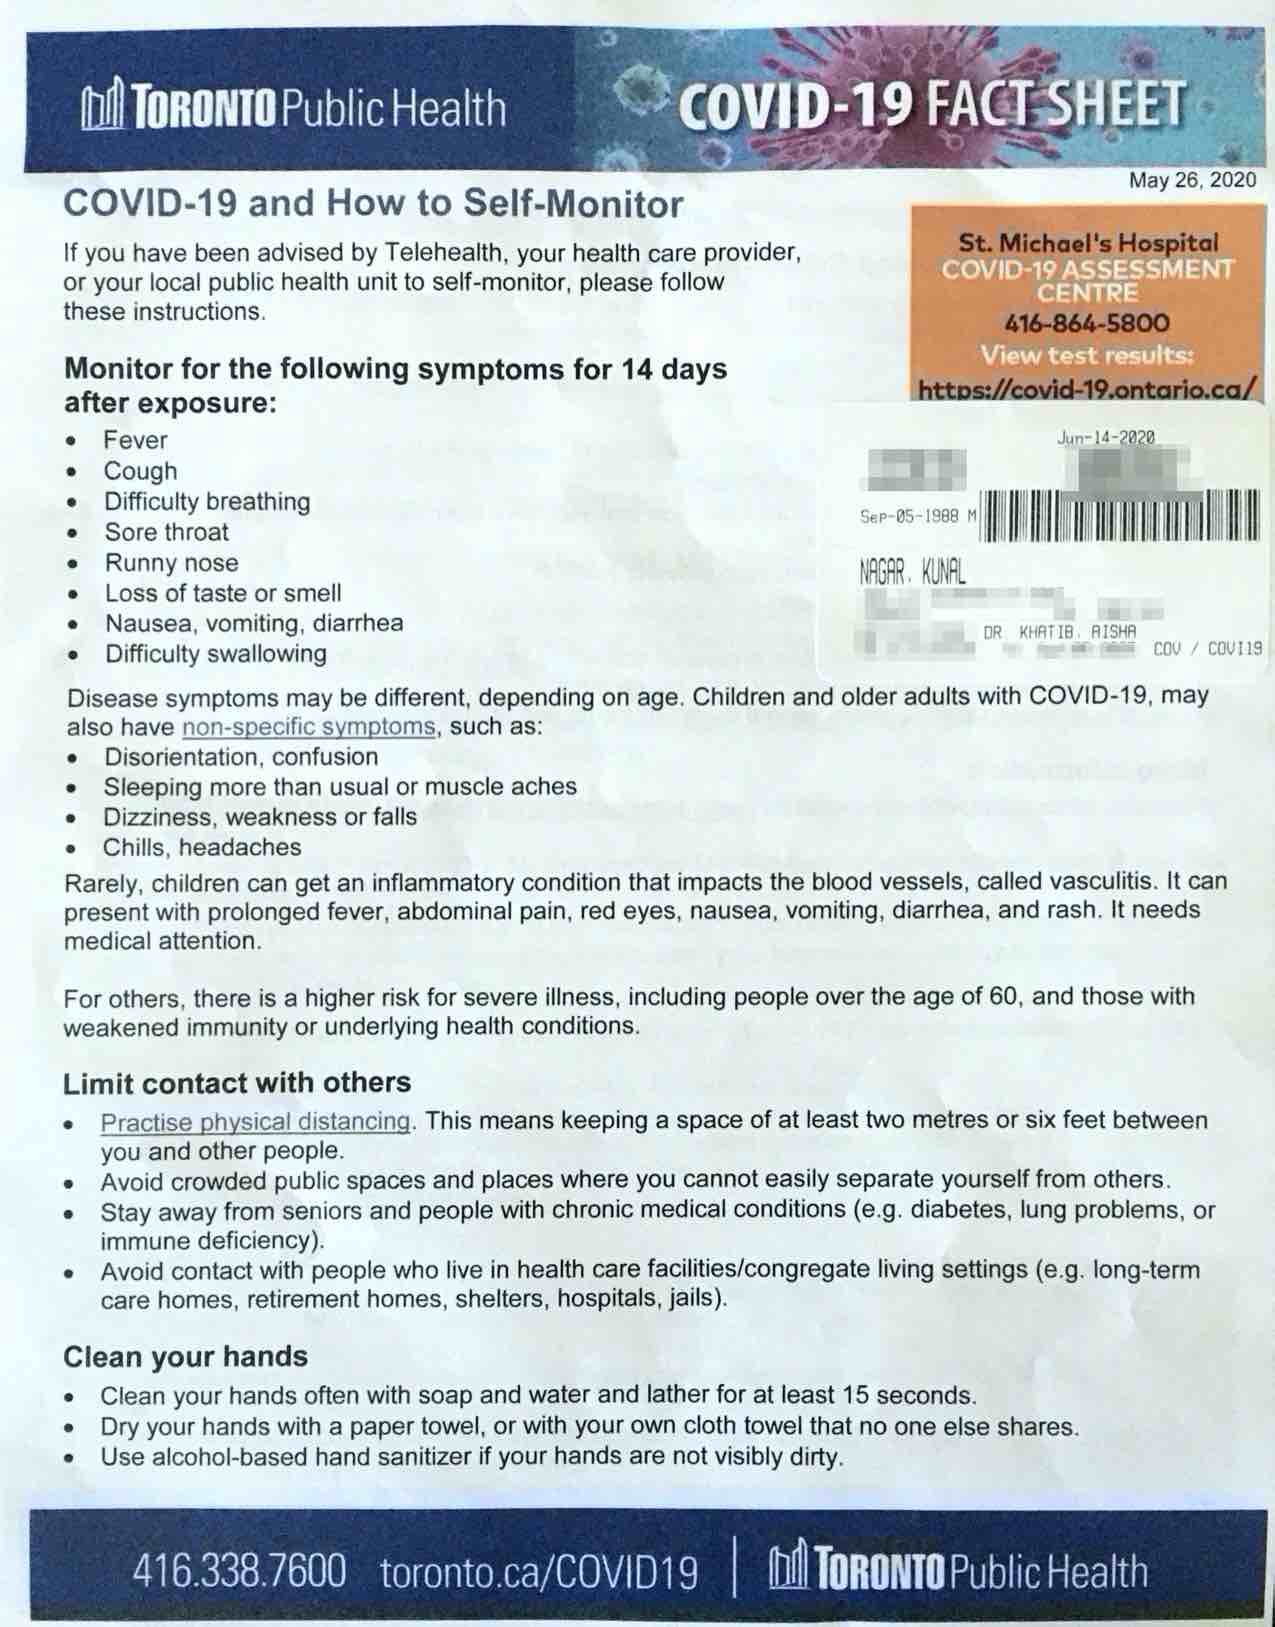 TORONTO Public Health
COVID-19 FACT SHEET
May 26, 2020
COVID-19 and How to Self-Monitor
If you have been advised by Telehealth, your health care provider,
or your local public health unit to self-monitor, please follow
these instructions.
St. Michael's Hospital
COVID-19 ASSESSMENT
CENTRE
416-864-5800
View test results:
https://covid-19.ontario.ca/
Jun-14-2020
Sep-05-1988 M
NAGAR, KUNAL
DR. KHATIB, AISHA
COV / COVI19
Monitor for the following symptoms for 14 days
after exposure:
• Fever
• Cough
• Difficulty breathing
• Sore throat
• Runny nose
• Loss of taste or smell
• Nausea, vomiting, diarrhea
• Difficulty swallowing
Disease symptoms may be different, depending on age. Children and older adults with COVID-19, may
also have non-specific symptoms, such as:
• Disorientation, confusion
• Sleeping more than usual or muscle aches
• Dizziness, weakness or falls
• Chills, headaches
Rarely, children can get an inflammatory condition that impacts the blood vessels, called vasculitis. It can
present with prolonged fever, abdominal pain, red eyes, nausea, vomiting, diarrhea, and rash. It needs
medical attention.
For others, there is a higher risk for severe illness, including people over the age of 60, and those with
weakened immunity or underlying health conditions.
Limit contact with others
• Practise physical distancing. This means keeping a space of at least two metres or six feet between
you and other people.
• Avoid crowded public spaces and places where you cannot easily separate yourself from others.
• Stay away from seniors and people with chronic medical conditions (e.g. diabetes, lung problems, or
immune deficiency).
• Avoid contact with people who live in health care facilities/congregate living settings (e.g. long-term
care homes, retirement homes, shelters, hospitals, jails).
Clean your hands
• Clean your hands often with soap and water and lather for at least 15 seconds.
• Dry your hands with a paper towel, or with your own cloth towel that no one else shares.
• Use alcohol-based hand sanitizer if your hands are not visibly dirty.
416.338.7600 toronto.ca/COVID19 | TORONTO Public Health